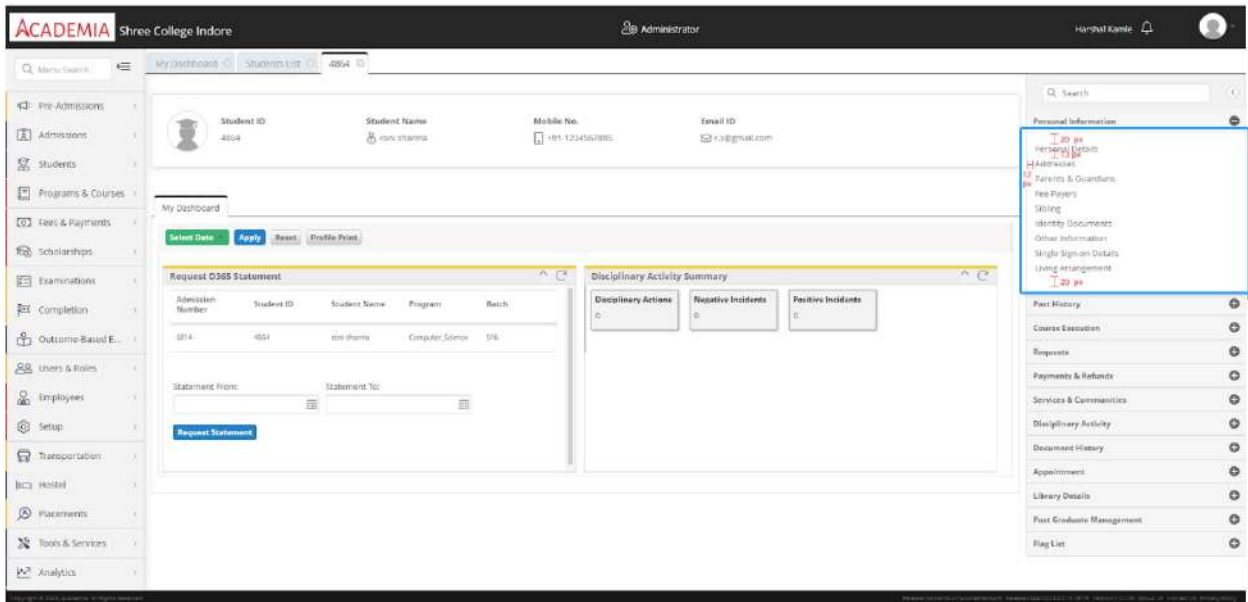 ACADEMIA Shree College Indore
Administrator
Harshal Kamle
Menu Search
My Dashboard
Students List
4864
Search
Pre-Admissions
Admissions
Students
Programs & Courses
Fees & Payments
Scholarships
Examinations
Completion
Outcome-Based E...
Users & Roles
Employees
Setup
Transportation
Hostel
Placements
Tools & Services
Analytics
Student ID
4864
Student Name
roni sharma
Mobile No.
+91-1234567895
Email ID
r.s@gmail.com
My Dashboard
Select Date
Apply
Reset
Profile Print
Request D365 Statement
Admission Number
Student ID
Student Name
Program
Batch
4864
roni sharma
Computer_Science
S16
Statement From:
Statement To:
Request Statement
Disciplinary Activity Summary
Disciplinary Actions
0
Negative Incidents
0
Positive Incidents
0
Personal Information
20 px
Personal Details
13 px
Addresses
12 px
Parents & Guardians
Fee Payers
Sibling
Identity Documents
Other Information
Single Sign-on Details
Living Arrangement
20 px
Past History
Course Execution
Requests
Payments & Refunds
Services & Communities
Disciplinary Activity
Document History
Appointment
Library Details
Post Graduate Management
Flag List